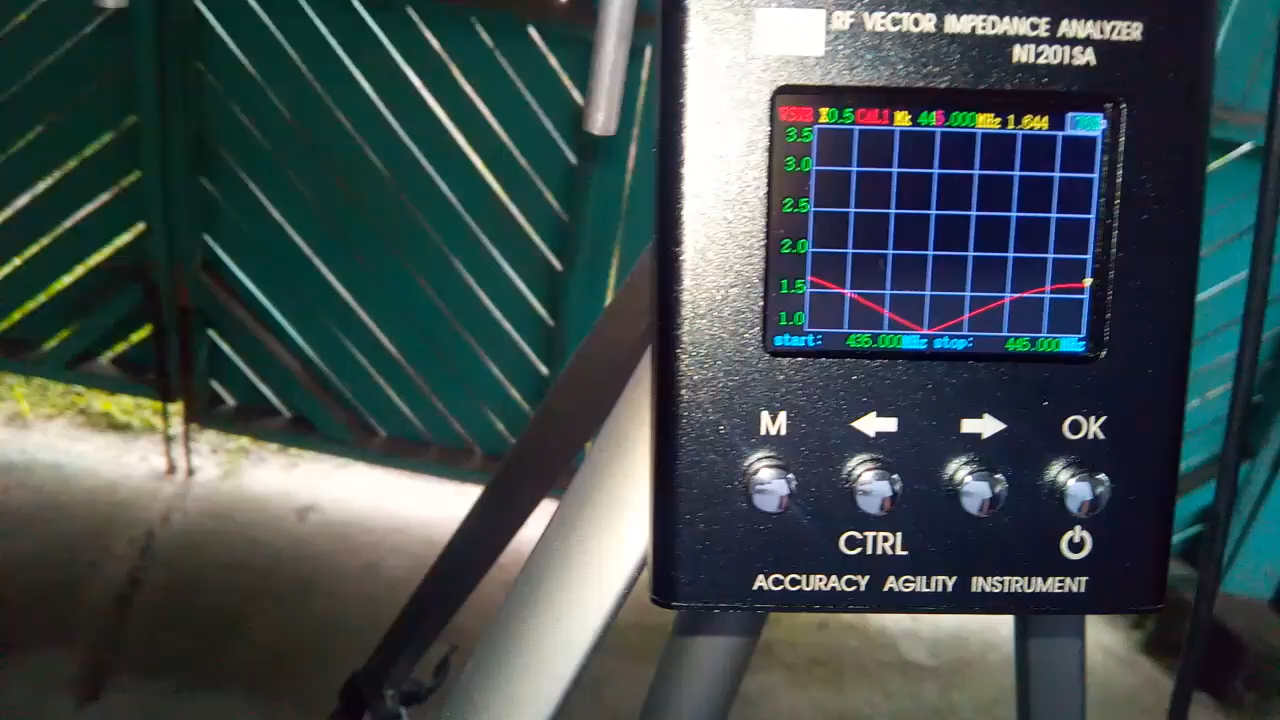 RF VECTOR IMPEDANCE ANALYZER
N1201SA
VSWR X0.5 CAL1 Mk 445.000MHz 1.644
3.5
3.0
2.5
2.0
1.5
1.0
start: 435.000MHz stop: 445.000MHz
M OK
CTRL
ACCURACY AGILITY INSTRUMENT